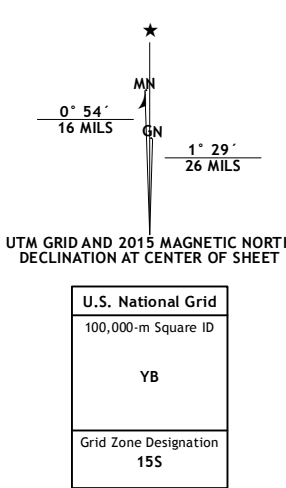 ★
MN
0° 54´
16 MILS
GN
1° 29´
26 MILS
UTM GRID AND 2015 MAGNETIC NORTH
DECLINATION AT CENTER OF SHEET
U.S. National Grid
100,000-m Square ID
YB
Grid Zone Designation
15S